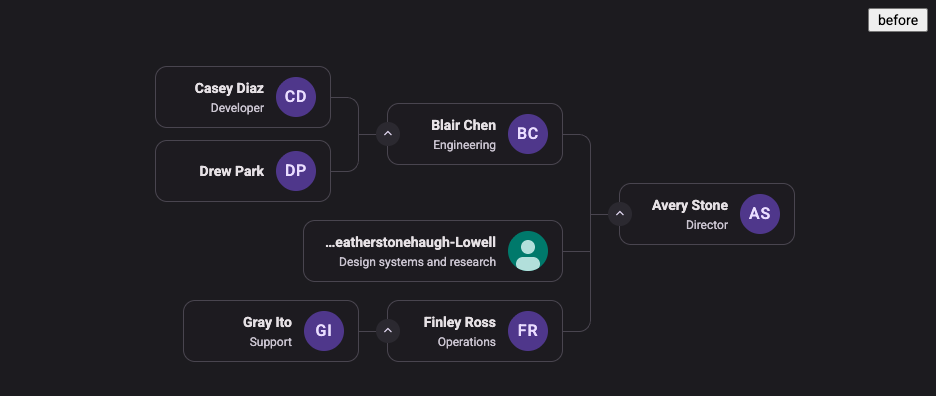 before
Casey Diaz
Developer
CD
Drew Park
DP
Blair Chen
Engineering
BC
Avery Stone
Director
AS
...eatherstonehaugh-Lowell
Design systems and research
Gray Ito
Support
GI
Finley Ross
Operations
FR